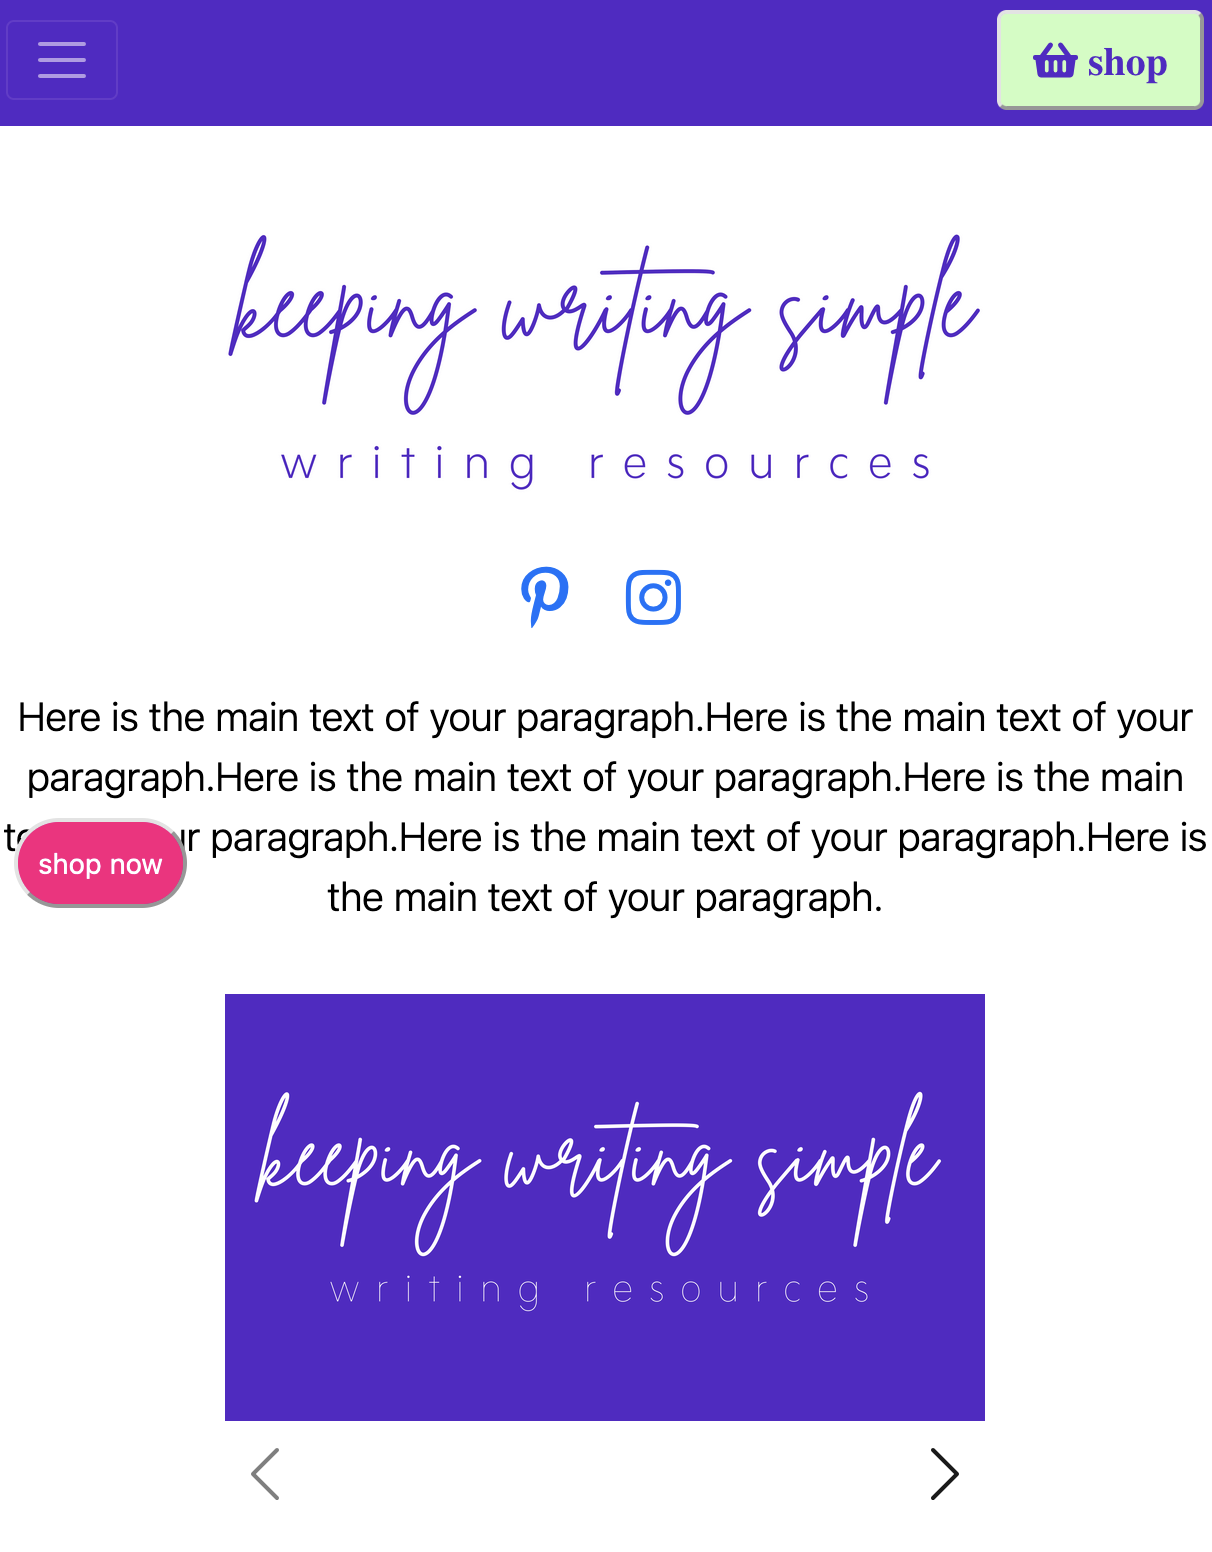 shop
keeping writing simple
writing resources
Here is the main text of your paragraph.Here is the main text of your
paragraph.Here is the main text of your paragraph.Here is the main
paragraph.Here is the main text of your paragraph.Here is
the main text of your paragraph.
shop now
keeping writing simple
writing resources